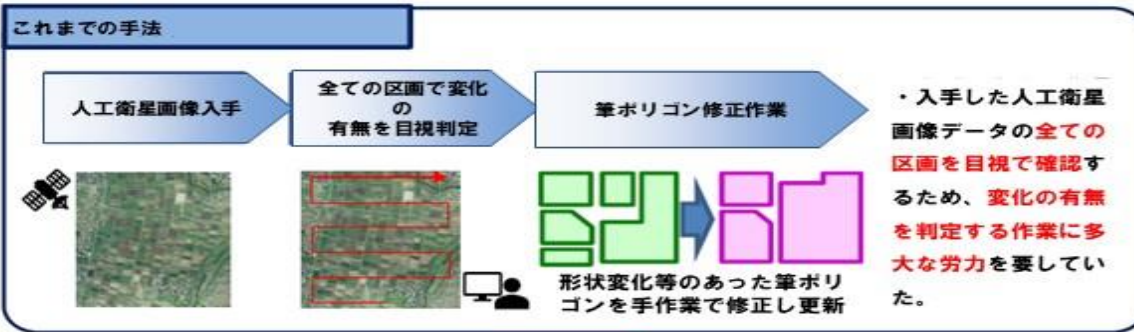 これまでの手法
人工衛星画像入手
全ての区画で変化
の
有無を目視判定
筆ポリゴン修正作業
・入手した人工衛星
画像データの全ての
区画を目視で確認す
るため、変化の有無
を判定する作業に多
大な労力を要してい
た。
形状変化等のあった筆ポリ
ゴンを手作業で修正し更新